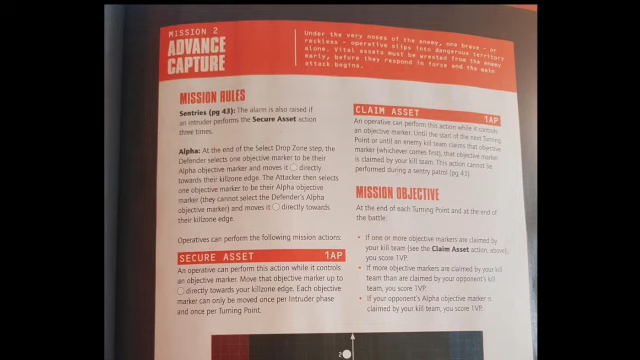 MISSION 2
ADVANCE
CAPTURE
Under the very noses of the enemy, one brave – or
reckless – operative slips into dangerous territory
alone. Vital assets must be wrested from the enemy
early, before they respond in force and the main
attack begins.
MISSION RULES
Sentries (pg 43): The alarm is also raised if
an intruder performs the Secure Asset action
three times.
Alpha: At the end of the Select Drop Zone step, the
Defender selects one objective marker to be their
Alpha objective marker and moves it ◯ directly
towards their killzone edge. The Attacker then selects
one objective marker to be their Alpha objective
marker (they cannot select the Defender's Alpha
objective marker) and moves it ◯ directly towards
their killzone edge.
Operatives can perform the following mission actions:
SECURE ASSET 1AP
An operative can perform this action while it controls
an objective marker. Move that objective marker up to
◯ directly towards your killzone edge. Each objective
marker can only be moved once per Intruder phase
and once per Turning Point.
CLAIM ASSET 1AP
An operative can perform this action while it controls
an objective marker. Until the start of the next Turning
Point or until an enemy kill team claims that objective
marker (whichever comes first), that objective marker
is claimed by your kill team. This action cannot be
performed during a sentry patrol (pg 43).
MISSION OBJECTIVE
At the end of each Turning Point and at the end of
the battle:
• If one or more objective markers are claimed by
your kill team (see the Claim Asset action, above),
you score 1VP.
• If more objective markers are claimed by your kill
team than are claimed by your opponent's kill
team, you score 1VP.
• If your opponent's Alpha objective marker is
claimed by your kill team, you score 1VP.
2